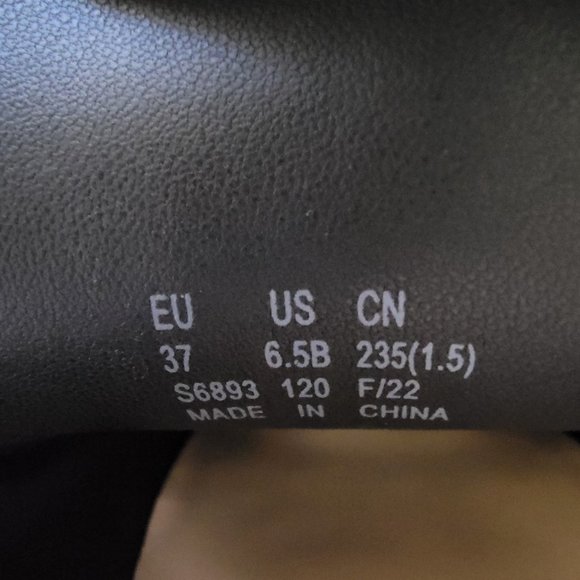 EU US CN
37 6.5B 235(1.5)
S6893 120 F/22
MADE IN CHINA